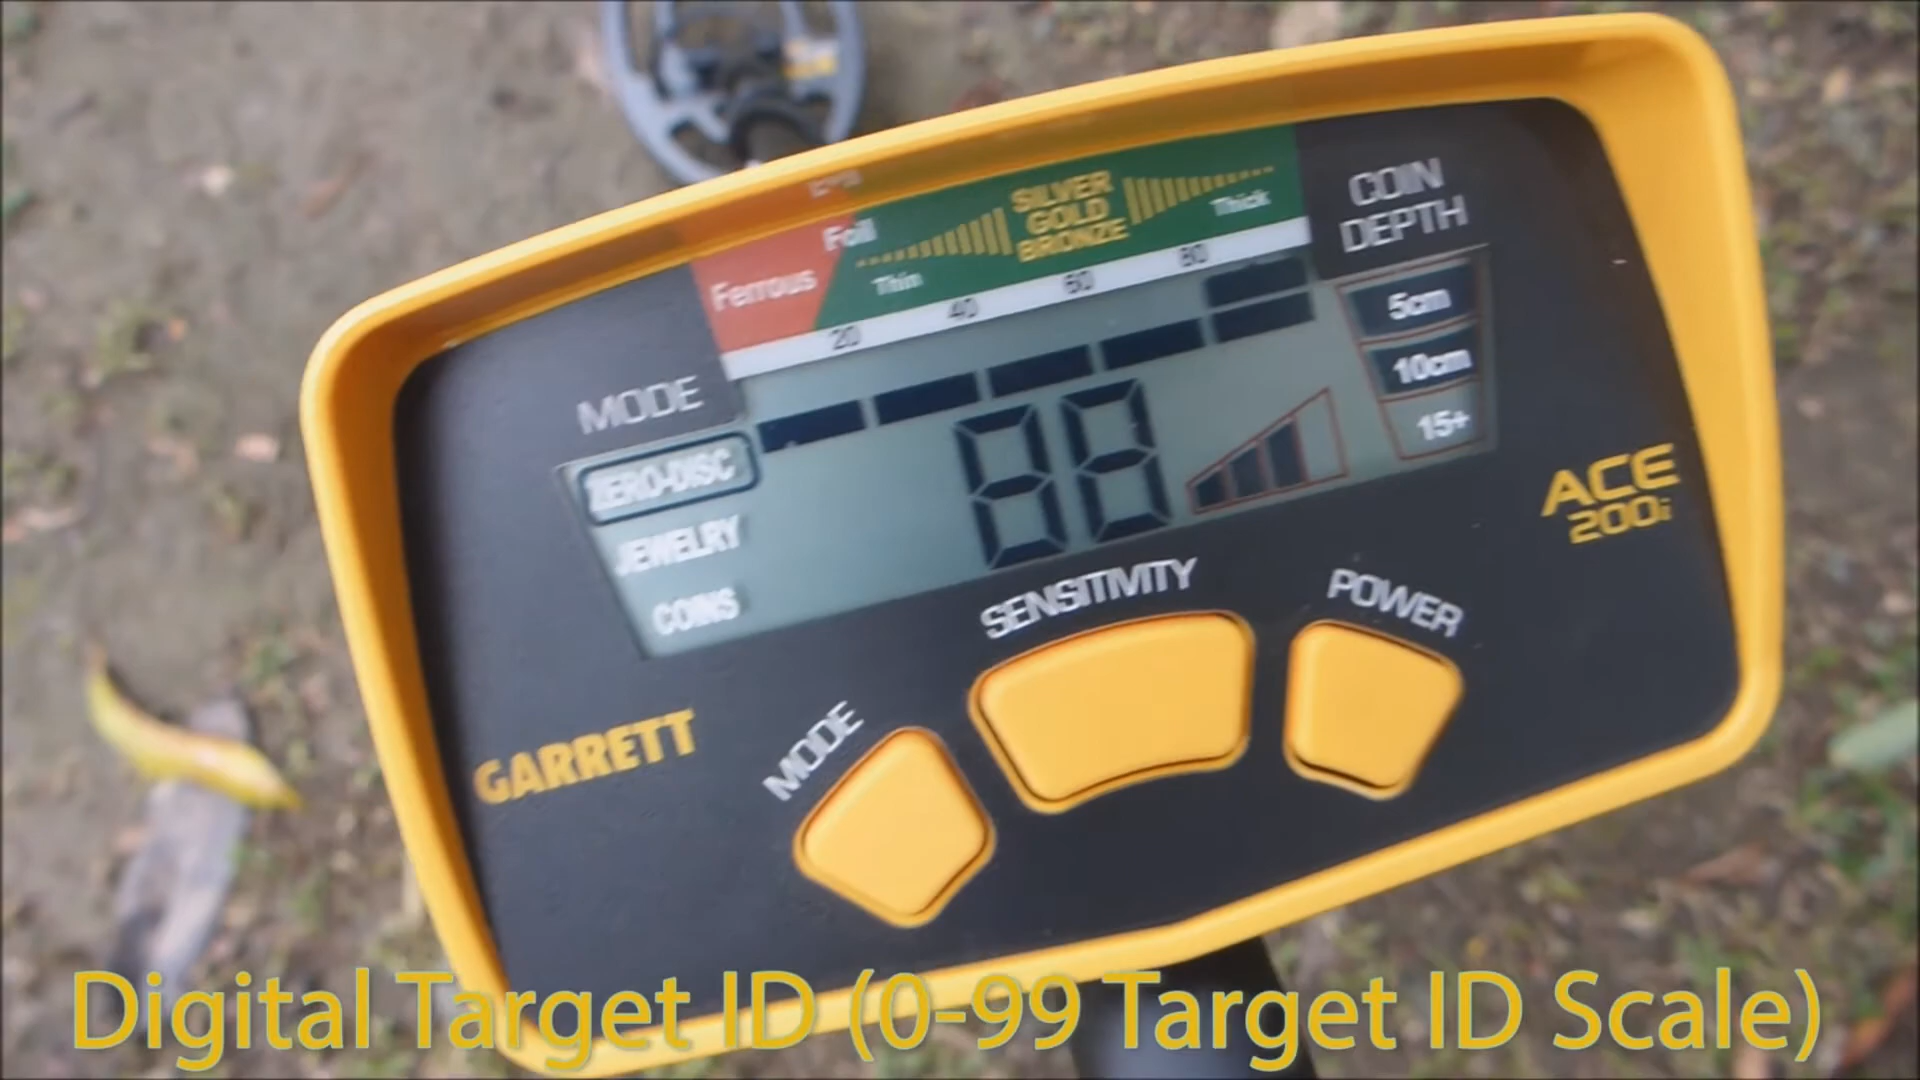 Foil
Ferrous
Thin
SILVER
GOLD
BRONZE
Thick
20 40 60 80
COIN
DEPTH
5cm
10cm
15+
MODE
ZERO-DISC
JEWELRY
COINS
88
ACE
200i
SENSITIVITY
POWER
MODE
GARRETT
Digital Target ID (0-99 Target ID Scale)